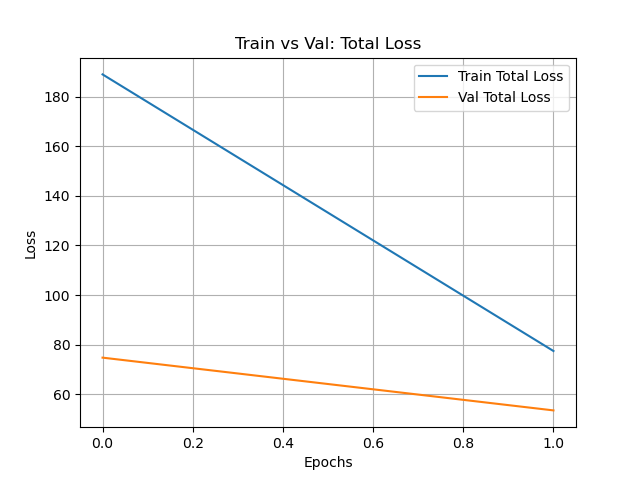 Train vs Val: Total Loss
Train Total Loss
Val Total Loss
Loss
180
160
140
120
100
80
60
0.0 0.2 0.4 0.6 0.8 1.0
Epochs